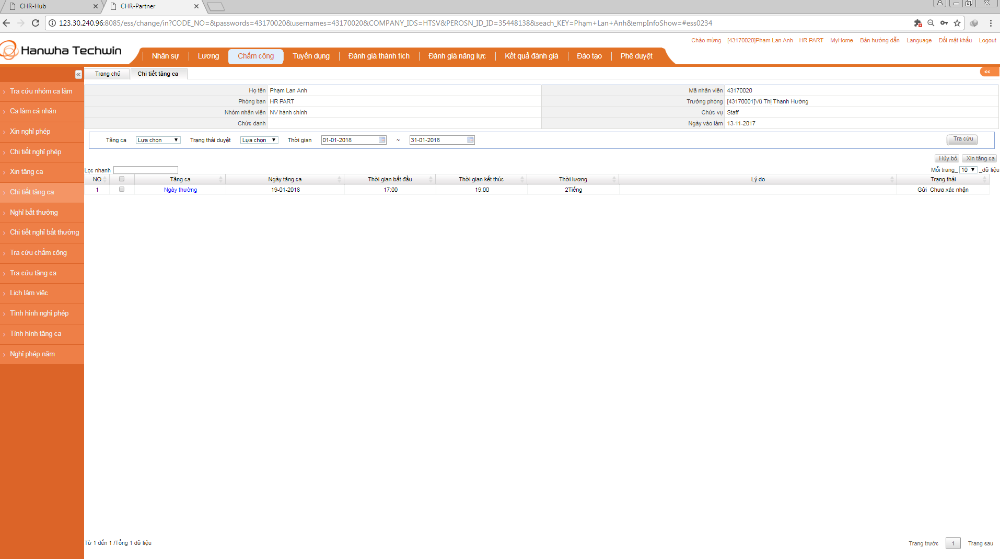 CHR-Hub
CHR-Partner
123.30.240.96:8085/ess/change/in?CODE_NO=&passwords=43170020&usernames=43170020&COMPANY_IDS=HTSV&PEROSN_ID_ID=35448138&seach_KEY=Phạm+Lan+Anh&empInfoShow=#ess0234
Chào mừng [43170020]Phạm Lan Anh HR PART MyHome Bản hướng dẫn Language Đổi mật khẩu Logout
Hanwha Techwin
Nhân sự Lương Chấm công Tuyển dụng Đánh giá thành tích Đánh giá năng lực Kết quả đánh giá Đào tạo Phê duyệt
Trang chủ Chi tiết tăng ca
Tra cứu nhóm ca làm
Ca làm cá nhân
Xin nghỉ phép
Chi tiết nghỉ phép
Xin tăng ca
Chi tiết tăng ca
Nghỉ bất thường
Chi tiết nghỉ bất thường
Tra cứu chấm công
Tra cứu tăng ca
Lịch làm việc
Tình hình nghỉ phép
Tình hình tăng ca
Nghỉ phép năm
Họ tên Phạm Lan Anh Mã nhân viên 43170020
Phòng ban HR PART Trưởng phòng [43170001]Vũ Thị Thanh Hường
Nhóm nhân viên NV hành chính Chức vụ Staff
Chức danh Ngày vào làm 13-11-2017
Tăng ca Lựa chọn Trạng thái duyệt Lựa chọn Thời gian 01-01-2018 ~ 31-01-2018 Tra cứu
Hủy bỏ Xin tăng ca
Lọc nhanh Mỗi trang_ 10 _dữ liệu
NO Tăng ca Ngày tăng ca Thời gian bắt đầu Thời gian kết thúc Thời lượng Lý do Trạng thái
1 Ngày thường 19-01-2018 17:00 19:00 2Tiếng Gửi Chưa xác nhận
Từ 1 đến 1 /Tổng 1 dữ liệu Trang trước 1 Trang sau